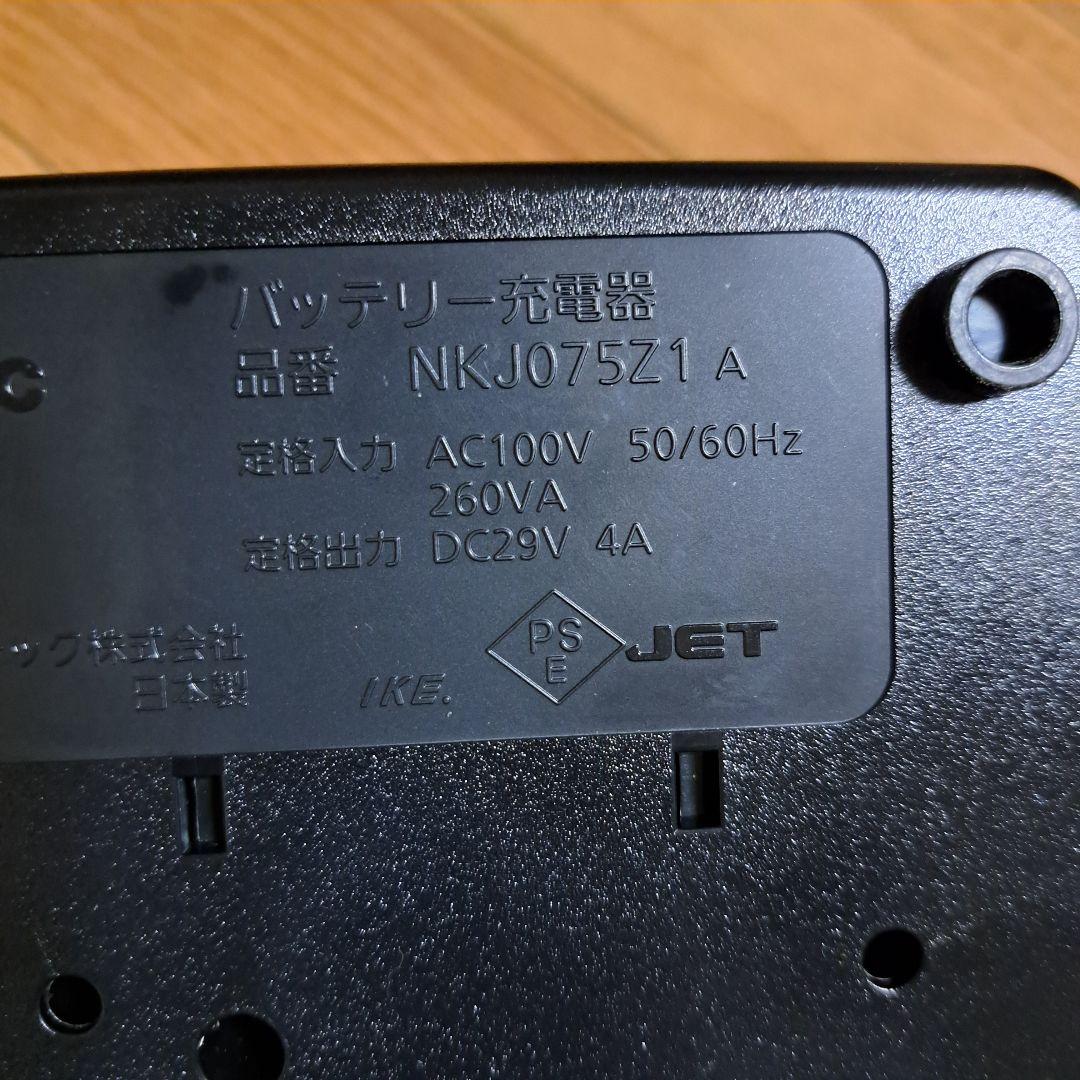 バッテリー充電器
C
品番 NKJ075Z1 A
定格入力 AC100V 50/60Hz
260VA
定格出力 DC29V 4A
PS
E
JET
ック株式会社
日本製
IKE.